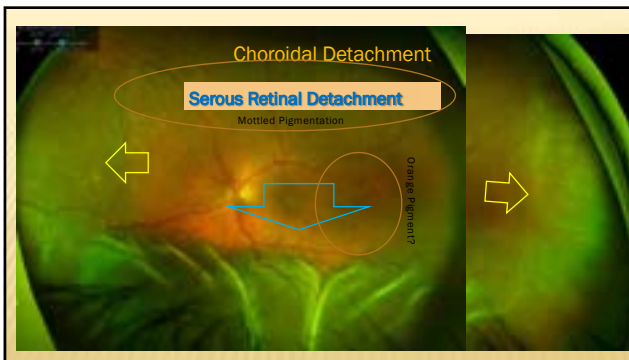 Choroidal Detachment
Serous Retinal Detachment
Mottled Pigmentation
Orange Pigment?